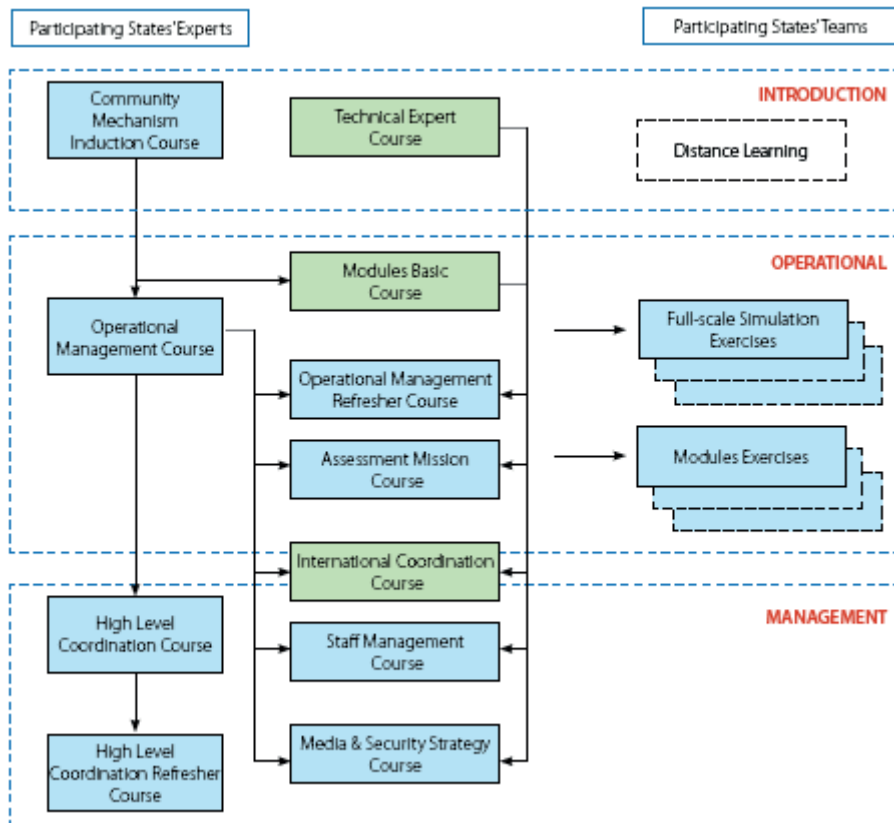 Participating States' Experts
Participating States' Teams
INTRODUCTION
Community
Mechanism
Induction Course
Technical Expert
Course
Distance Learning
OPERATIONAL
Modules Basic
Course
Operational
Management Course
Full-scale Simulation
Exercises
Operational Management
Refresher Course
Assessment Mission
Course
Modules Exercises
International Coordination
Course
MANAGEMENT
High Level
Coordination Course
Staff Management
Course
High Level
Coordination Refresher
Course
Media & Security Strategy
Course